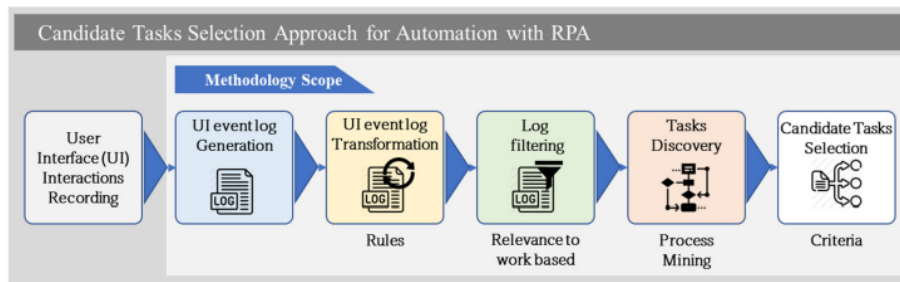 Candidate Tasks Selection Approach for Automation with RPA
Methodology Scope
User
Interface (UI)
Interactions
Recording
UI event log
Generation
LOG
UI event log
Transformation
LOG
Rules
Log
filtering
LOG
Relevance to
work based
Tasks
Discovery
Process
Mining
Candidate Tasks
Selection
Criteria